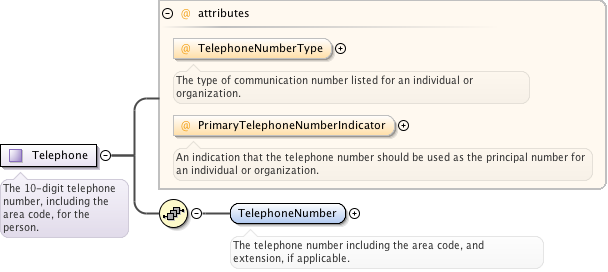 @ attributes
@ TelephoneNumberType
The type of communication number listed for an individual or
organization.
@ PrimaryTelephoneNumberIndicator
An indication that the telephone number should be used as the principal number for
an individual or organization.
Telephone
The 10-digit telephone
number, including the
area code, for the
person.
TelephoneNumber
The telephone number including the area code, and
extension, if applicable.